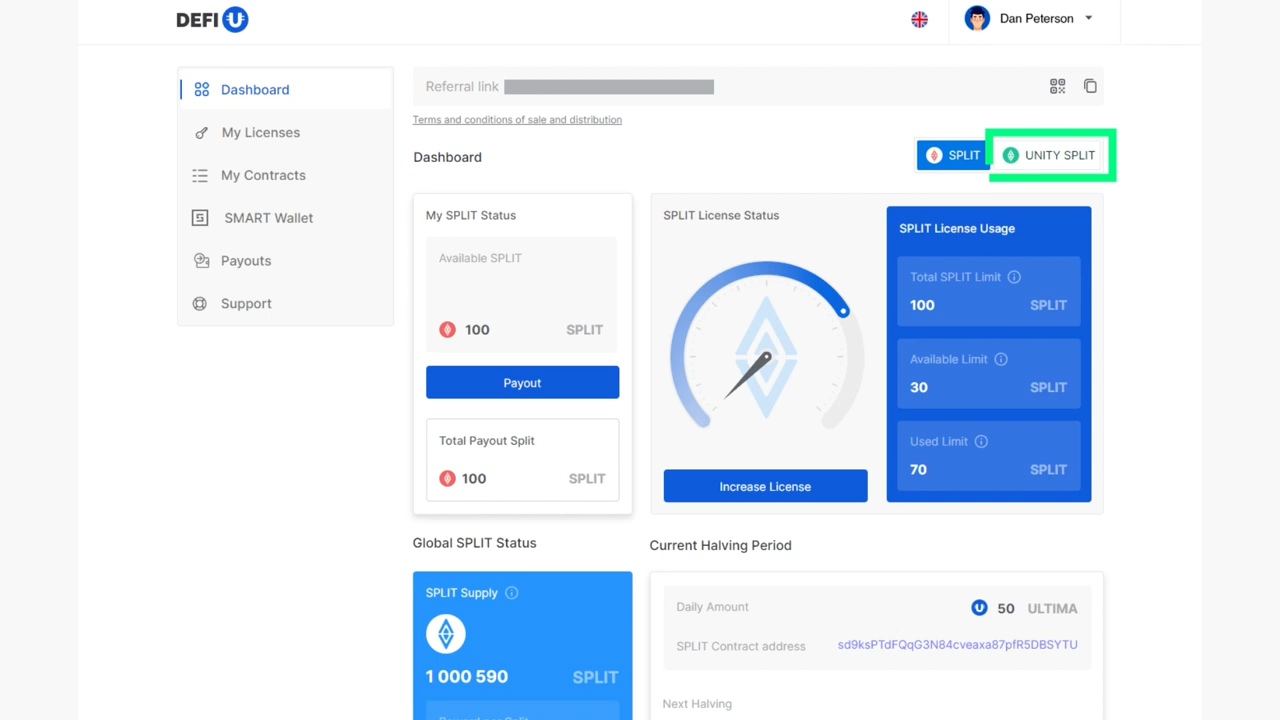 DEFI U
Dan Peterson
Dashboard
My Licenses
My Contracts
SMART Wallet
Payouts
Support
Referral link
Terms and conditions of sale and distribution
Dashboard
SPLIT
UNITY SPLIT
My SPLIT Status
Available SPLIT
100 SPLIT
Payout
Total Payout Split
100 SPLIT
SPLIT License Status
Increase License
SPLIT License Usage
Total SPLIT Limit
100 SPLIT
Available Limit
30 SPLIT
Used Limit
70 SPLIT
Global SPLIT Status
SPLIT Supply
1 000 590 SPLIT
Current Halving Period
Daily Amount 50 ULTIMA
SPLIT Contract address sd9ksPTdFQqG3N84cveaxa87pfR5DBSYTU
Next Halving